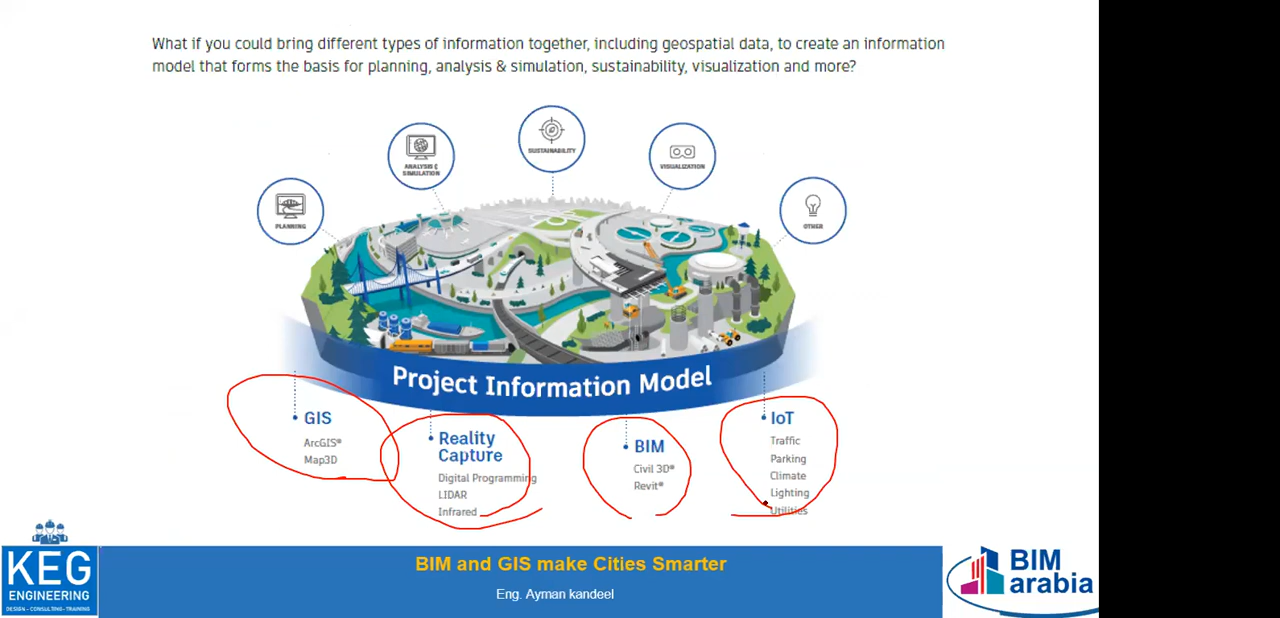 What if you could bring different types of information together, including geospatial data, to create an information
model that forms the basis for planning, analysis & simulation, sustainability, visualization and more?
SUSTAINABILITY
ANALYSIS &
SIMULATION
VISUALIZATION
PLANNING
OTHER
Project Information Model
GIS
ArcGIS®
Map3D
Reality
Capture
Digital Programming
LIDAR
Infrared
BIM
Civil 3D®
Revit®
IoT
Traffic
Parking
Climate
Lighting
Utilities
KEG
ENGINEERING
DESIGN - CONSULTING - TRAINING
BIM and GIS make Cities Smarter
Eng. Ayman kandeel
BIM
arabia